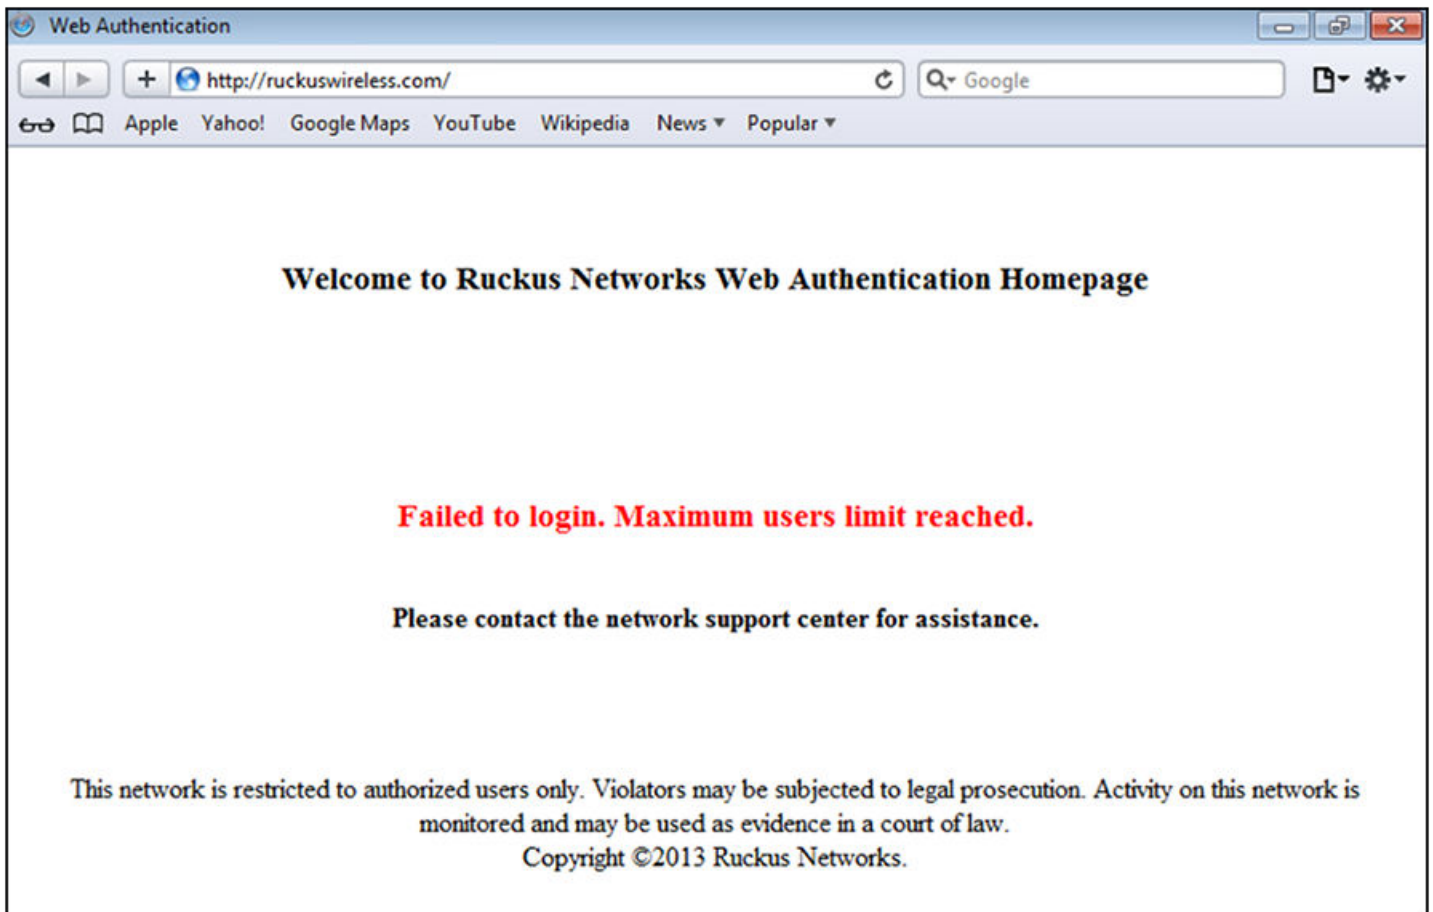 Web Authentication
http://ruckuswireless.com/
Google
Apple Yahoo! Google Maps YouTube Wikipedia News Popular
Welcome to Ruckus Networks Web Authentication Homepage
Failed to login. Maximum users limit reached.
Please contact the network support center for assistance.
This network is restricted to authorized users only. Violators may be subjected to legal prosecution. Activity on this network is
monitored and may be used as evidence in a court of law.
Copyright ©2013 Ruckus Networks.